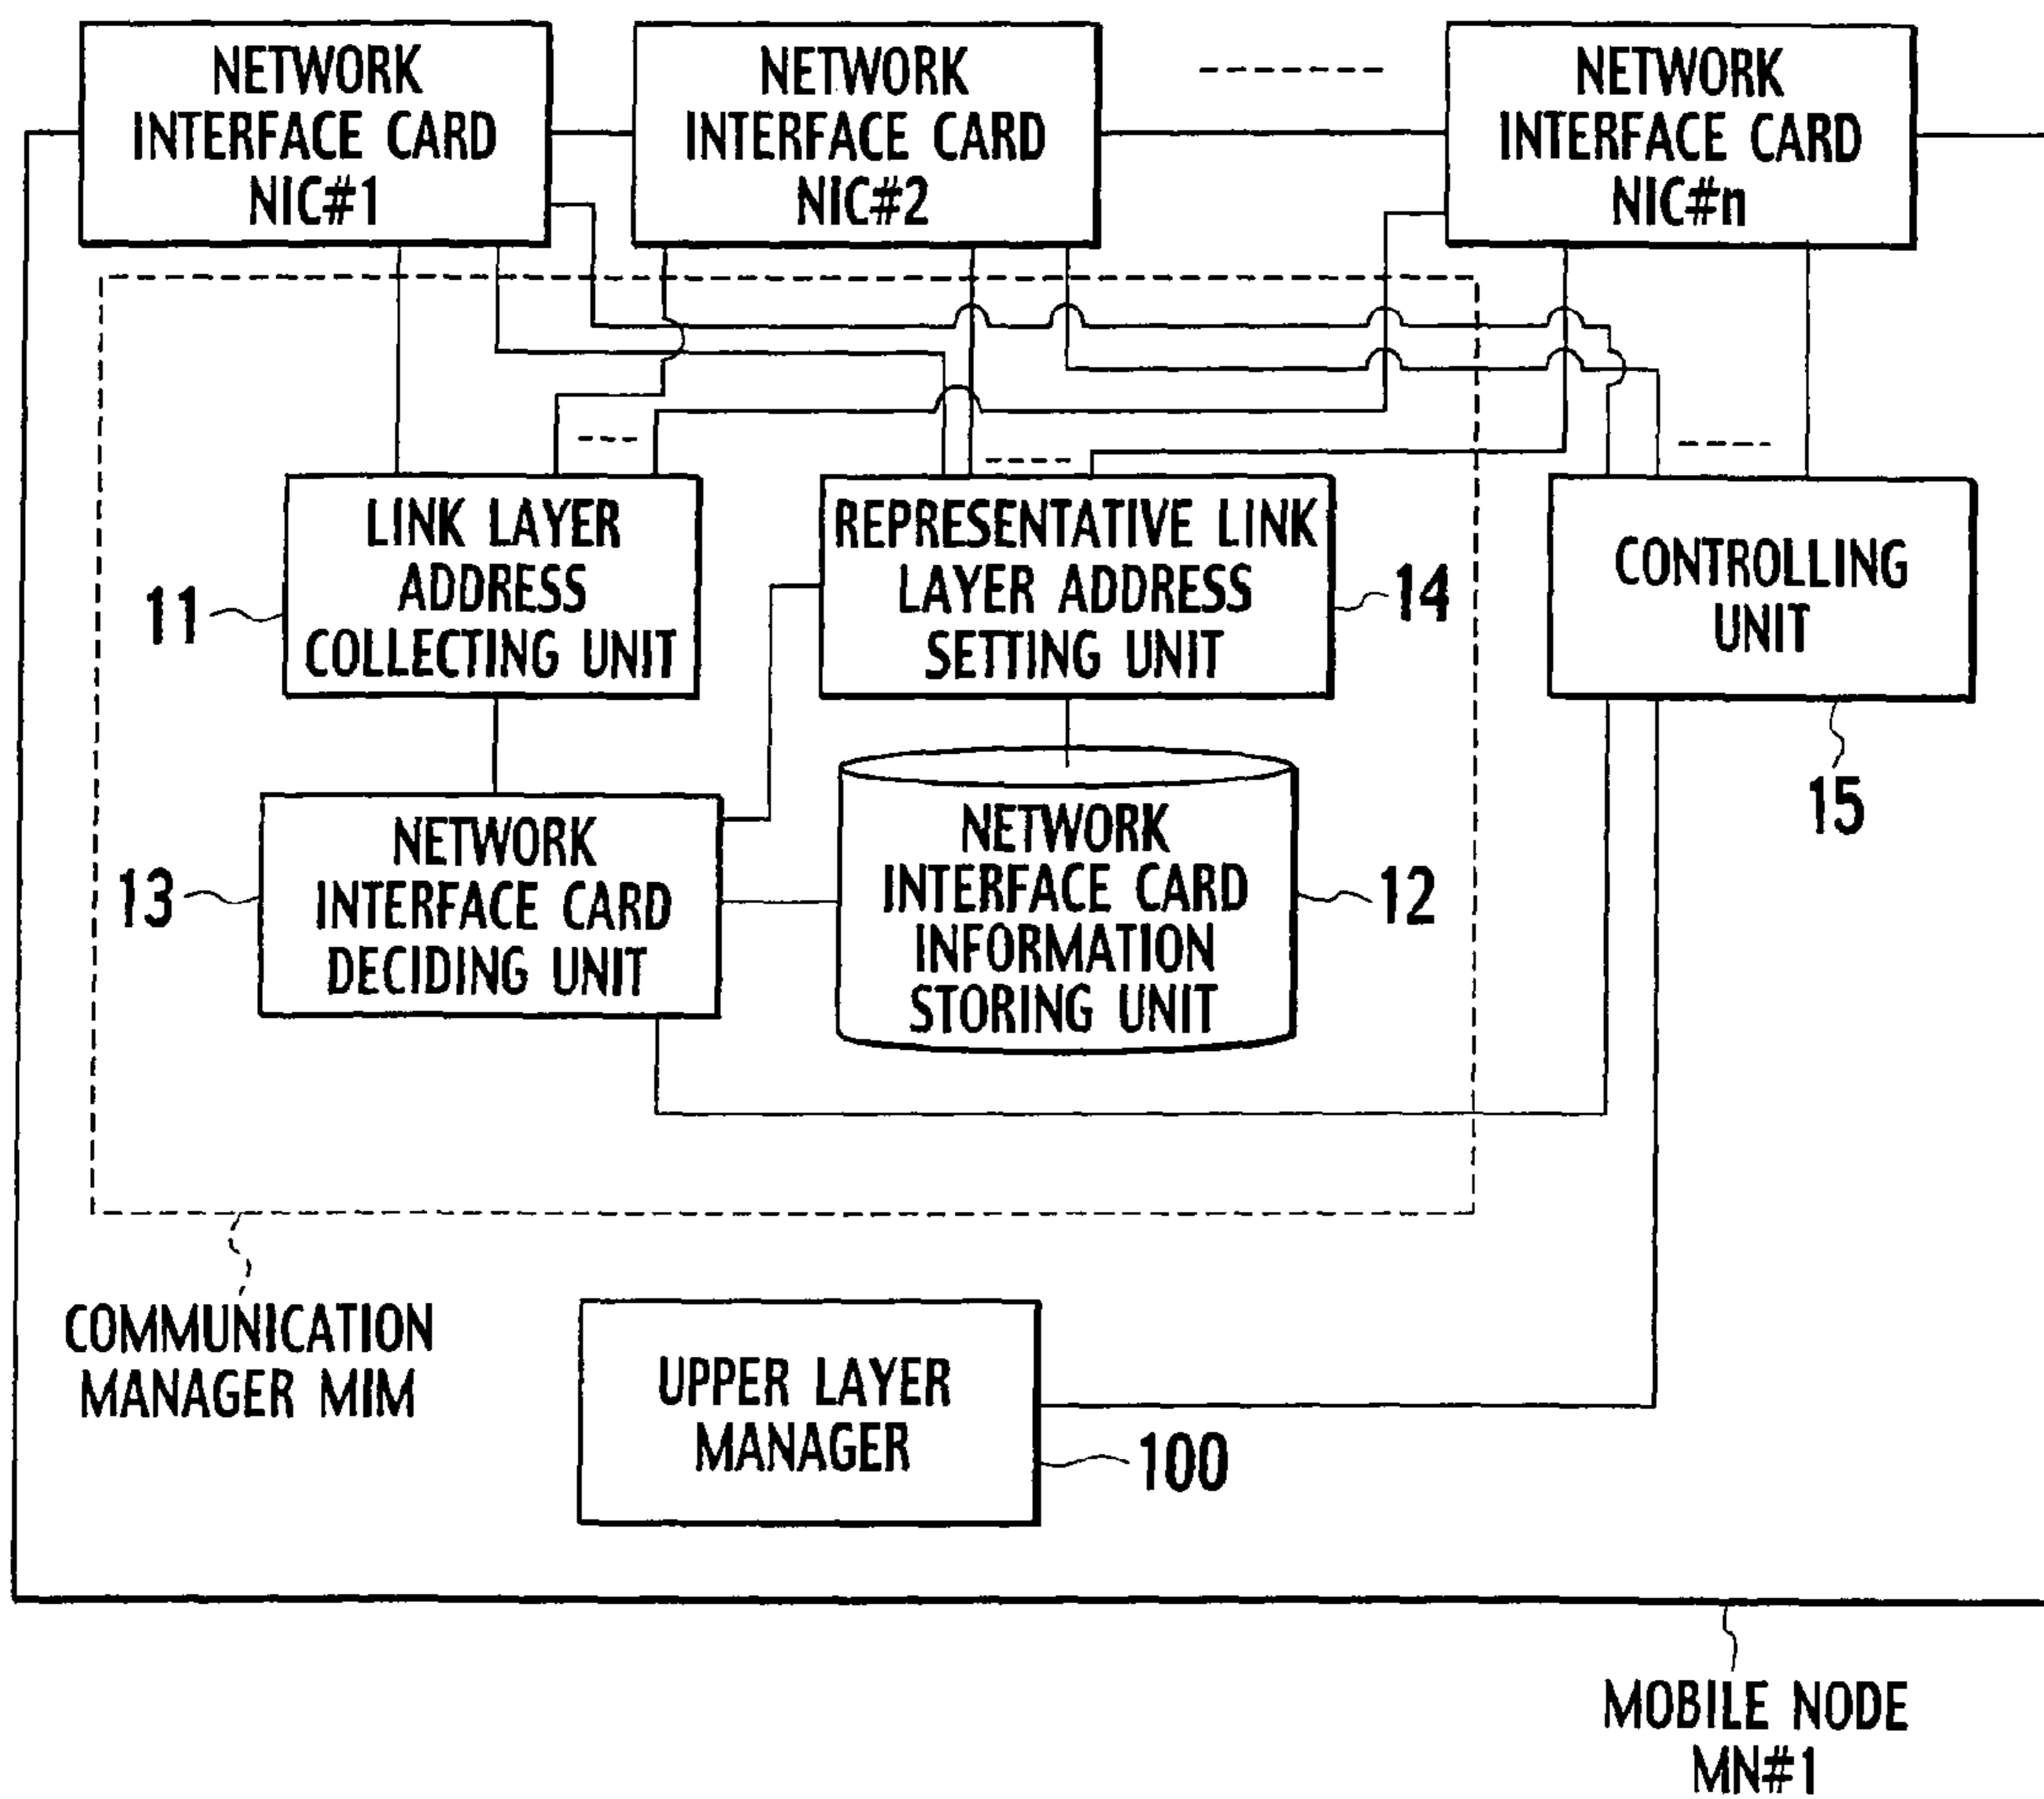 NETWORK
INTERFACE CARD
NIC#1
NETWORK
INTERFACE CARD
NIC#2
NETWORK
INTERFACE CARD
NIC#n
LINK LAYER
ADDRESS
COLLECTING UNIT
11
REPRESENTATIVE LINK
LAYER ADDRESS
SETTING UNIT
14
CONTROLLING
UNIT
15
NETWORK
INTERFACE CARD
DECIDING UNIT
13
NETWORK
INTERFACE CARD
INFORMATION
STORING UNIT
12
COMMUNICATION
MANAGER MIM
UPPER LAYER
MANAGER
100
MOBILE NODE
MN#1